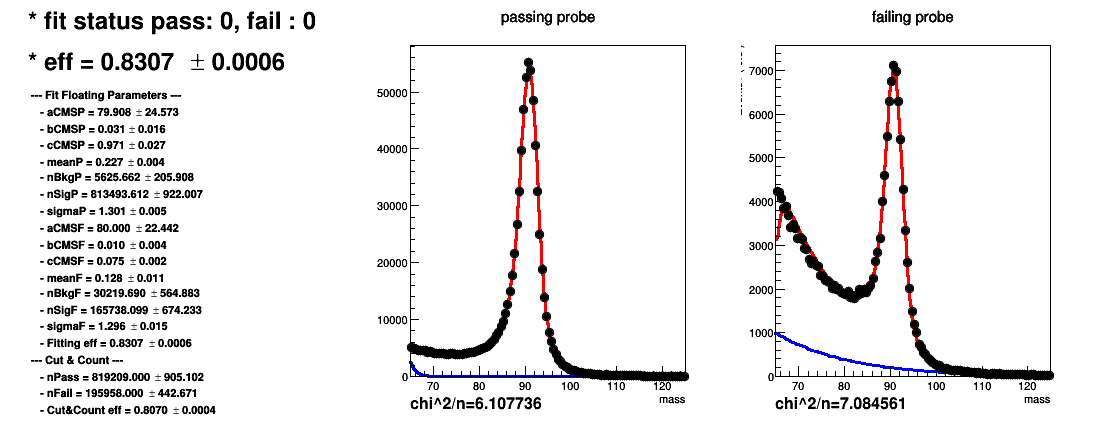 * fit status pass: 0, fail : 0
* eff = 0.8307 ± 0.0006
--- Fit Floating Parameters ---
- aCMSP = 79.908 ± 24.573
- bCMSP = 0.031 ± 0.016
- cCMSP = 0.971 ± 0.027
- meanP = 0.227 ± 0.004
- nBkgP = 5625.662 ± 205.908
- nSigP = 813493.612 ± 922.007
- sigmaP = 1.301 ± 0.005
- aCMSF = 80.000 ± 22.442
- bCMSF = 0.010 ± 0.004
- cCMSF = 0.075 ± 0.002
- meanF = 0.128 ± 0.011
- nBkgF = 30219.690 ± 564.883
- nSigF = 165738.099 ± 674.233
- sigmaF = 1.296 ± 0.015
- Fitting eff = 0.8307 ± 0.0006
--- Cut & Count ---
- nPass = 819209.000 ± 905.102
- nFail = 195958.000 ± 442.671
- Cut&Count eff = 0.8070 ± 0.0004
passing probe
50000
40000
30000
20000
10000
0
70 80 90 100 110 120
mass
chi^2/n=6.107736
failing probe
7000
6000
5000
4000
3000
2000
1000
0
70 80 90 100 110 120
mass
chi^2/n=7.084561